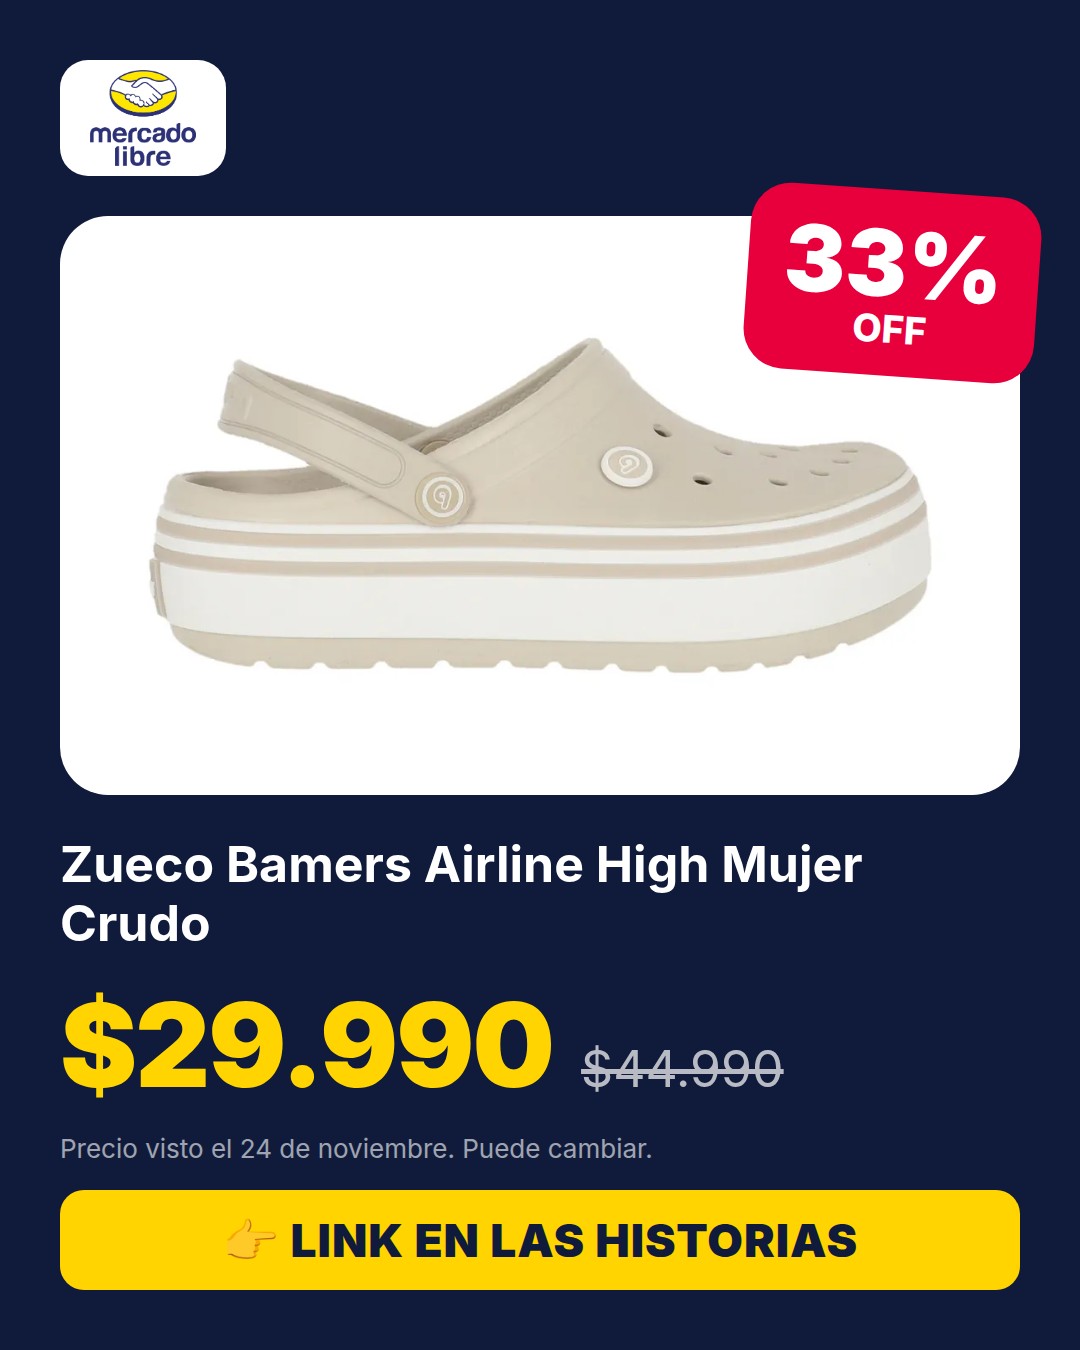 mercado
libre
33%
OFF
Zueco Bamers Airline High Mujer
Crudo
$29.990 $44.990
Precio visto el 24 de noviembre. Puede cambiar.
👉 LINK EN LAS HISTORIAS